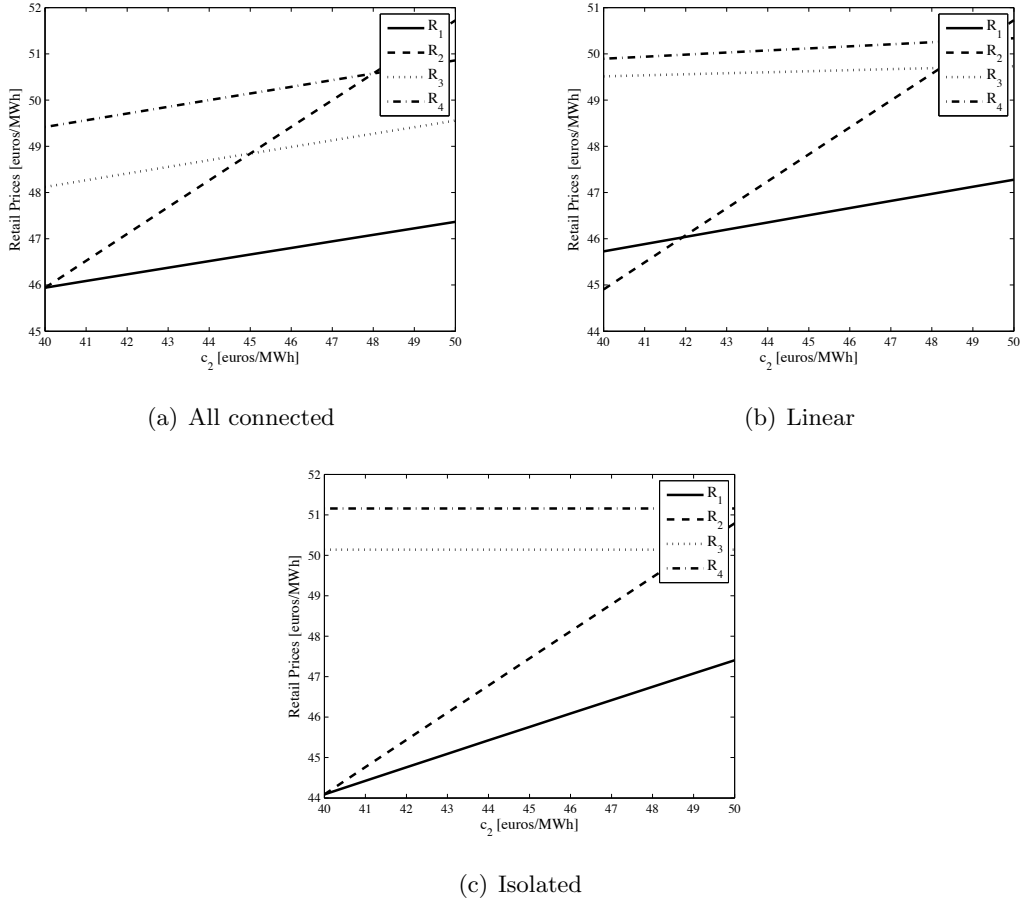 52
51
50
49
48
47
46
45
40
41
42
43
44
45
46
47
48
49
50
Retail Prices [euros/MWh]
c2 [euros/MWh]
R1
R2
R3
R4
(a) All connected
51
50
49
48
47
46
45
44
40
41
42
43
44
45
46
47
48
49
50
Retail Prices [euros/MWh]
c2 [euros/MWh]
R1
R2
R3
R4
(b) Linear
52
51
50
49
48
47
46
45
44
40
41
42
43
44
45
46
47
48
49
50
Retail Prices [euros/MWh]
c2 [euros/MWh]
R1
R2
R3
R4
(c) Isolated